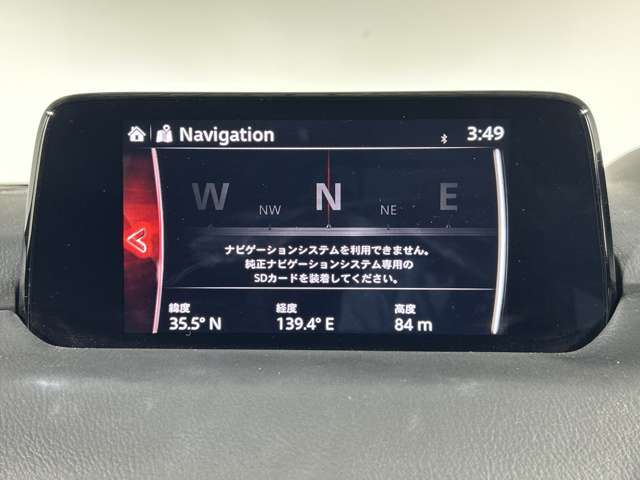 Navigation
3:49
W NW N NE E
ナビゲーションシステムを利用できません。
純正ナビゲーションシステム専用の
SDカードを装着してください。
緯度 経度 高度
35.5° N 139.4° E 84 m